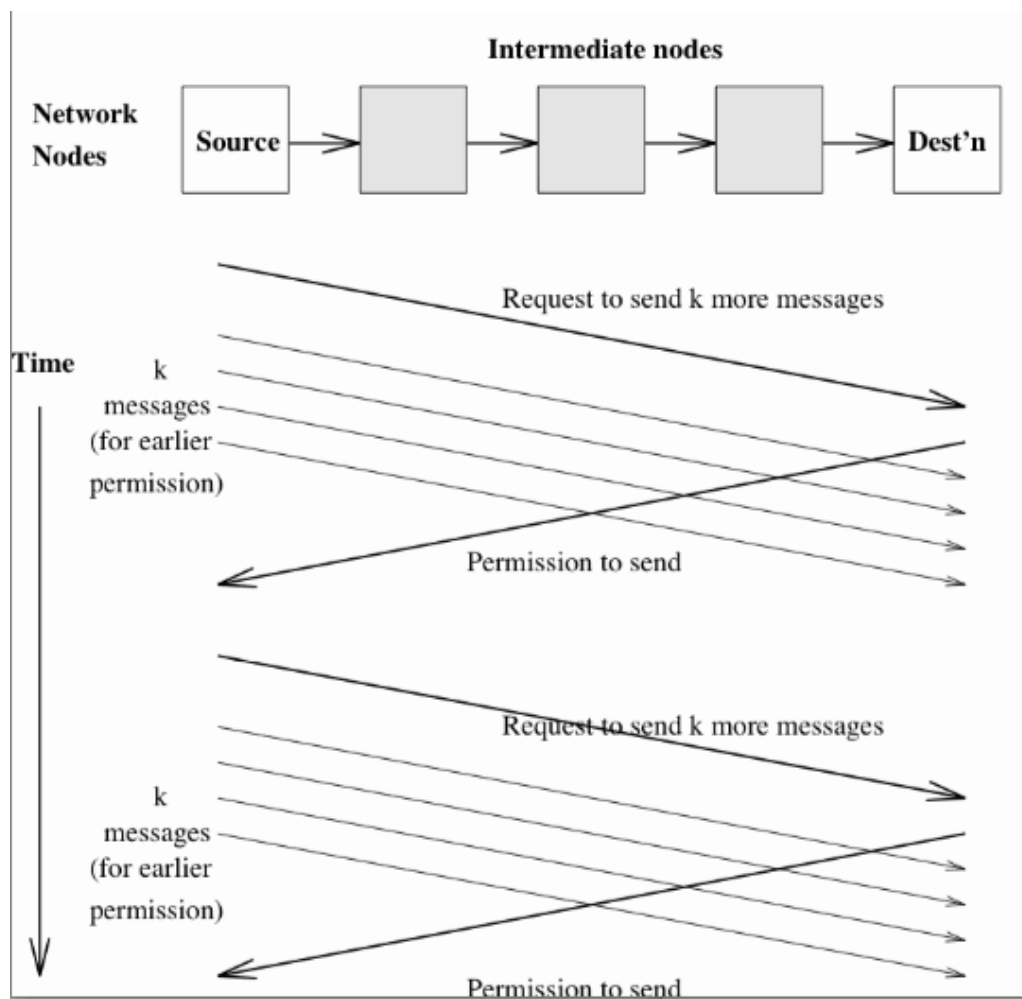 Intermediate nodes
Network
Nodes
Source
Dest'n
Request to send k more messages
Time
k
messages
(for earlier
permission)
Permission to send
Request to send k more messages
k
messages
(for earlier
permission)
Permission to send